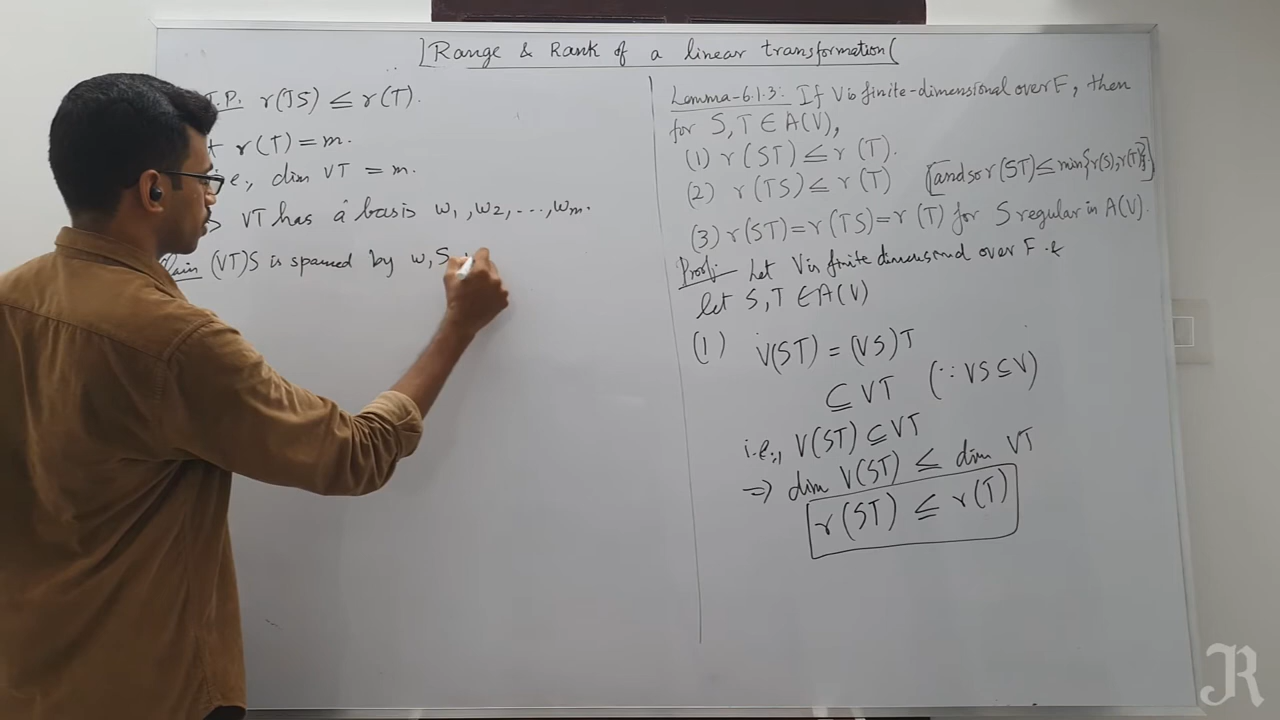 Range & Rank of a linear transformation
T.P. r(TS) ≤ r(T).
r(T) = m.
dim VT = m.
VT has a basis w₁, w₂, ..., wₘ.
(VT)S is spanned by w₁S
Lemma-6.1.3: If V is finite-dimensional over F, then
for S, T ∈ A(V),
(1) r(ST) ≤ r(T).
(2) r(TS) ≤ r(T) [and so r(ST) ≤ min{r(S), r(T)}.]
(3) r(ST) = r(TS) = r(T) for S regular in A(V).
Proof:- Let V is finite dimensional over F &
let S, T ∈ A(V)
(1) V(ST) = (VS)T
⊆ VT (∵ VS ⊆ V)
i.e., V(ST) ⊆ VT
⇒ dim V(ST) ≤ dim VT
r(ST) ≤ r(T)
R